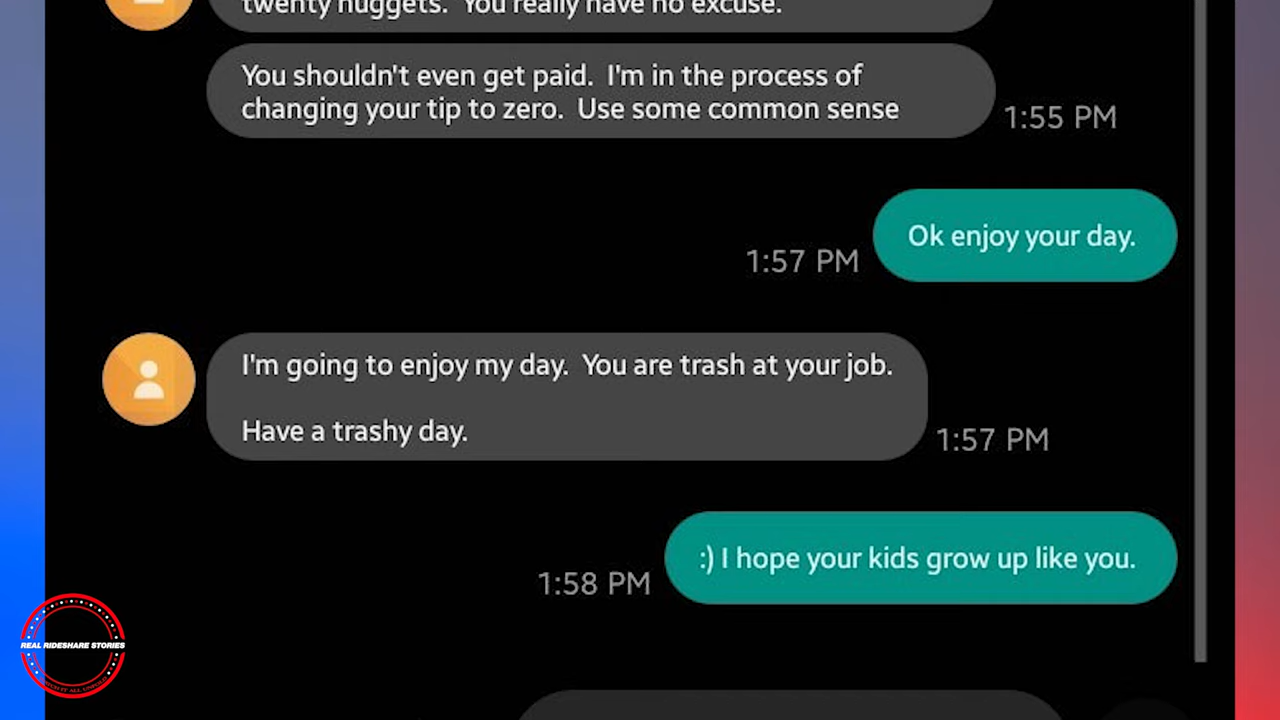 twenty nuggets.  You really have no excuse.
You shouldn't even get paid.  I'm in the process of
changing your tip to zero.  Use some common sense
1:55 PM
Ok enjoy your day.
1:57 PM
I'm going to enjoy my day.  You are trash at your job.
Have a trashy day.
1:57 PM
:) I hope your kids grow up like you.
1:58 PM
REAL RIDESHARE STORIES